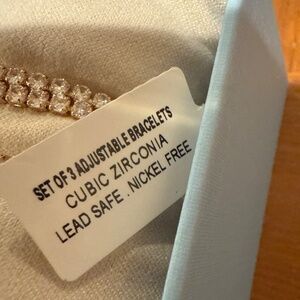 SET OF 3 ADJUSTABLE BRACELETS
CUBIC ZIRCONIA
LEAD SAFE . NICKEL FREE